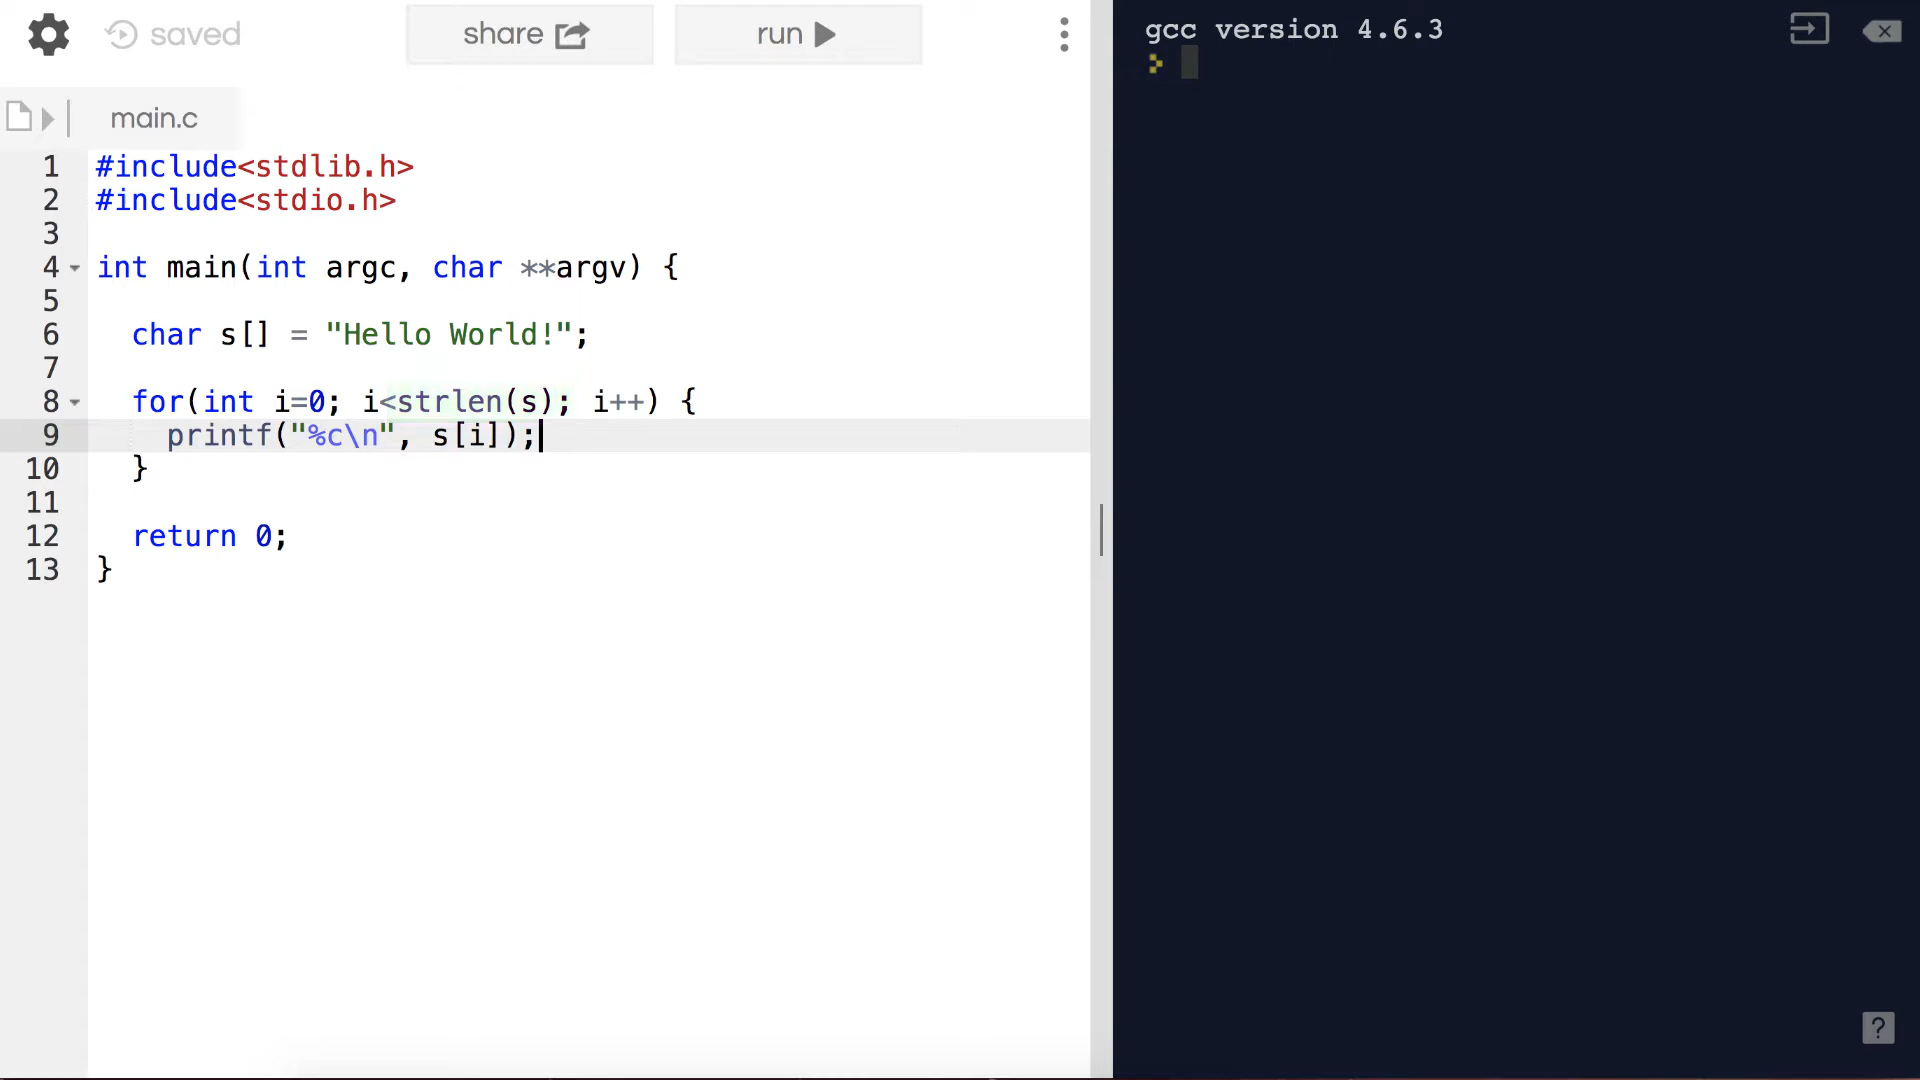 saved
share
run
gcc version 4.6.3
main.c
1 #include<stdlib.h>
2 #include<stdio.h>
3
4 int main(int argc, char **argv) {
5
6   char s[] = "Hello World!";
7
8   for(int i=0; i<strlen(s); i++) {
9     printf("%c\n", s[i]);
10   }
11
12   return 0;
13 }
?